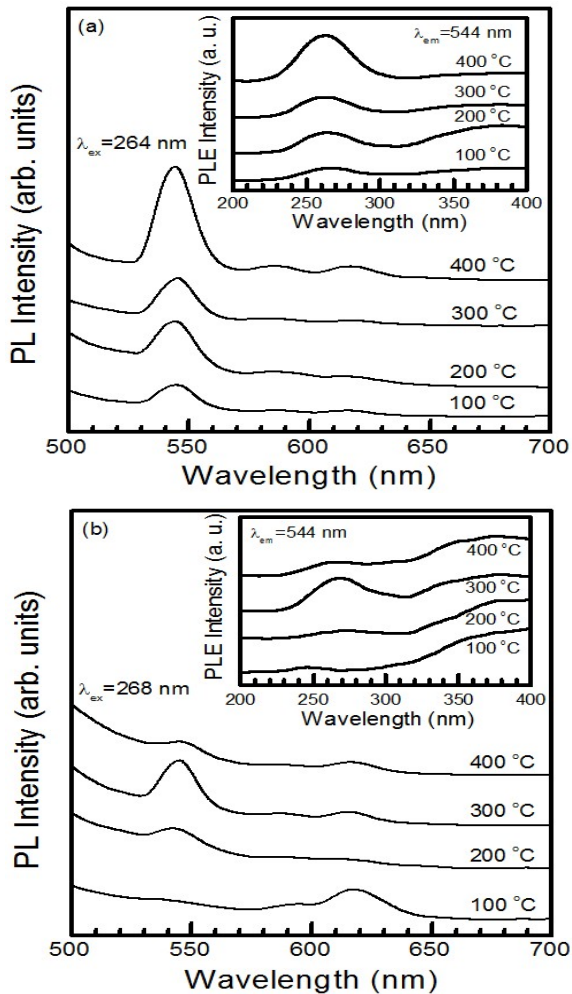 (a)
λem=544 nm
400 °C
300 °C
200 °C
100 °C
PLE Intensity (a. u.)
200 250 300 350 400
Wavelength (nm)
λex=264 nm
PL Intensity (arb. units)
400 °C
300 °C
200 °C
100 °C
500 550 600 650 700
Wavelength (nm)
(b)
λem=544 nm
400 °C
300 °C
200 °C
100 °C
PLE Intensity (a. u.)
200 250 300 350 400
Wavelength (nm)
λex=268 nm
PL Intensity (arb. units)
400 °C
300 °C
200 °C
100 °C
500 550 600 650 700
Wavelength (nm)